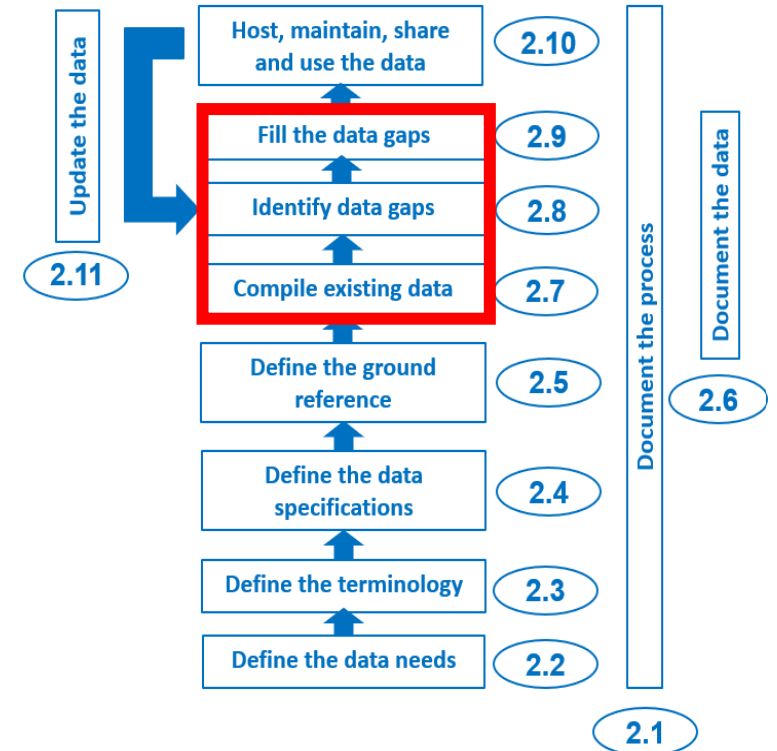 Host, maintain, share
and use the data
2.10
Fill the data gaps
2.9
Identify data gaps
2.8
Compile existing data
2.7
Define the ground
reference
2.5
Define the data
specifications
2.4
Define the terminology
2.3
Define the data needs
2.2
Update the data
2.11
Document the process
2.1
Document the data
2.6